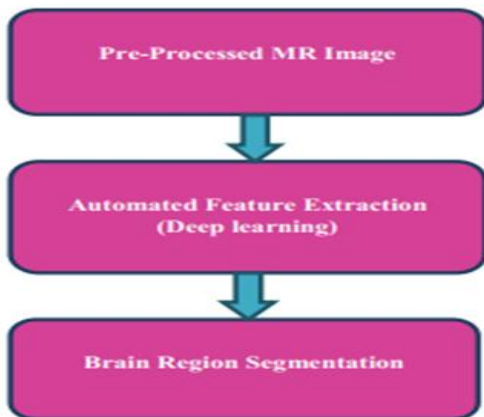 Pre-Processed MR Image
Automated Feature Extraction
(Deep learning)
Brain Region Segmentation